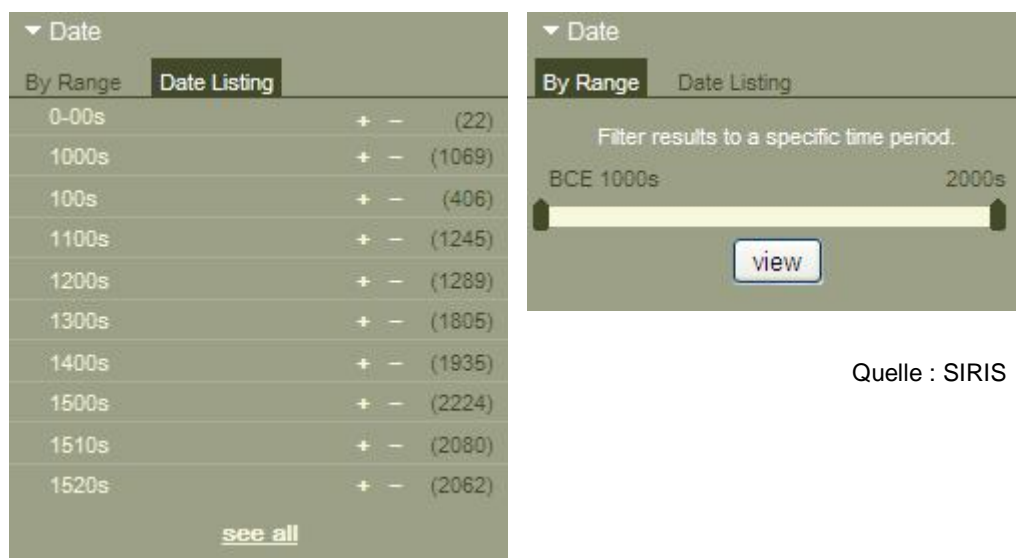 Date
By Range Date Listing
0-00s + − (22)
1000s + − (1069)
100s + − (406)
1100s + − (1245)
1200s + − (1289)
1300s + − (1805)
1400s + − (1935)
1500s + − (2224)
1510s + − (2080)
1520s + − (2062)
see all
Date
By Range Date Listing
Filter results to a specific time period.
BCE 1000s 2000s
view
Quelle : SIRIS